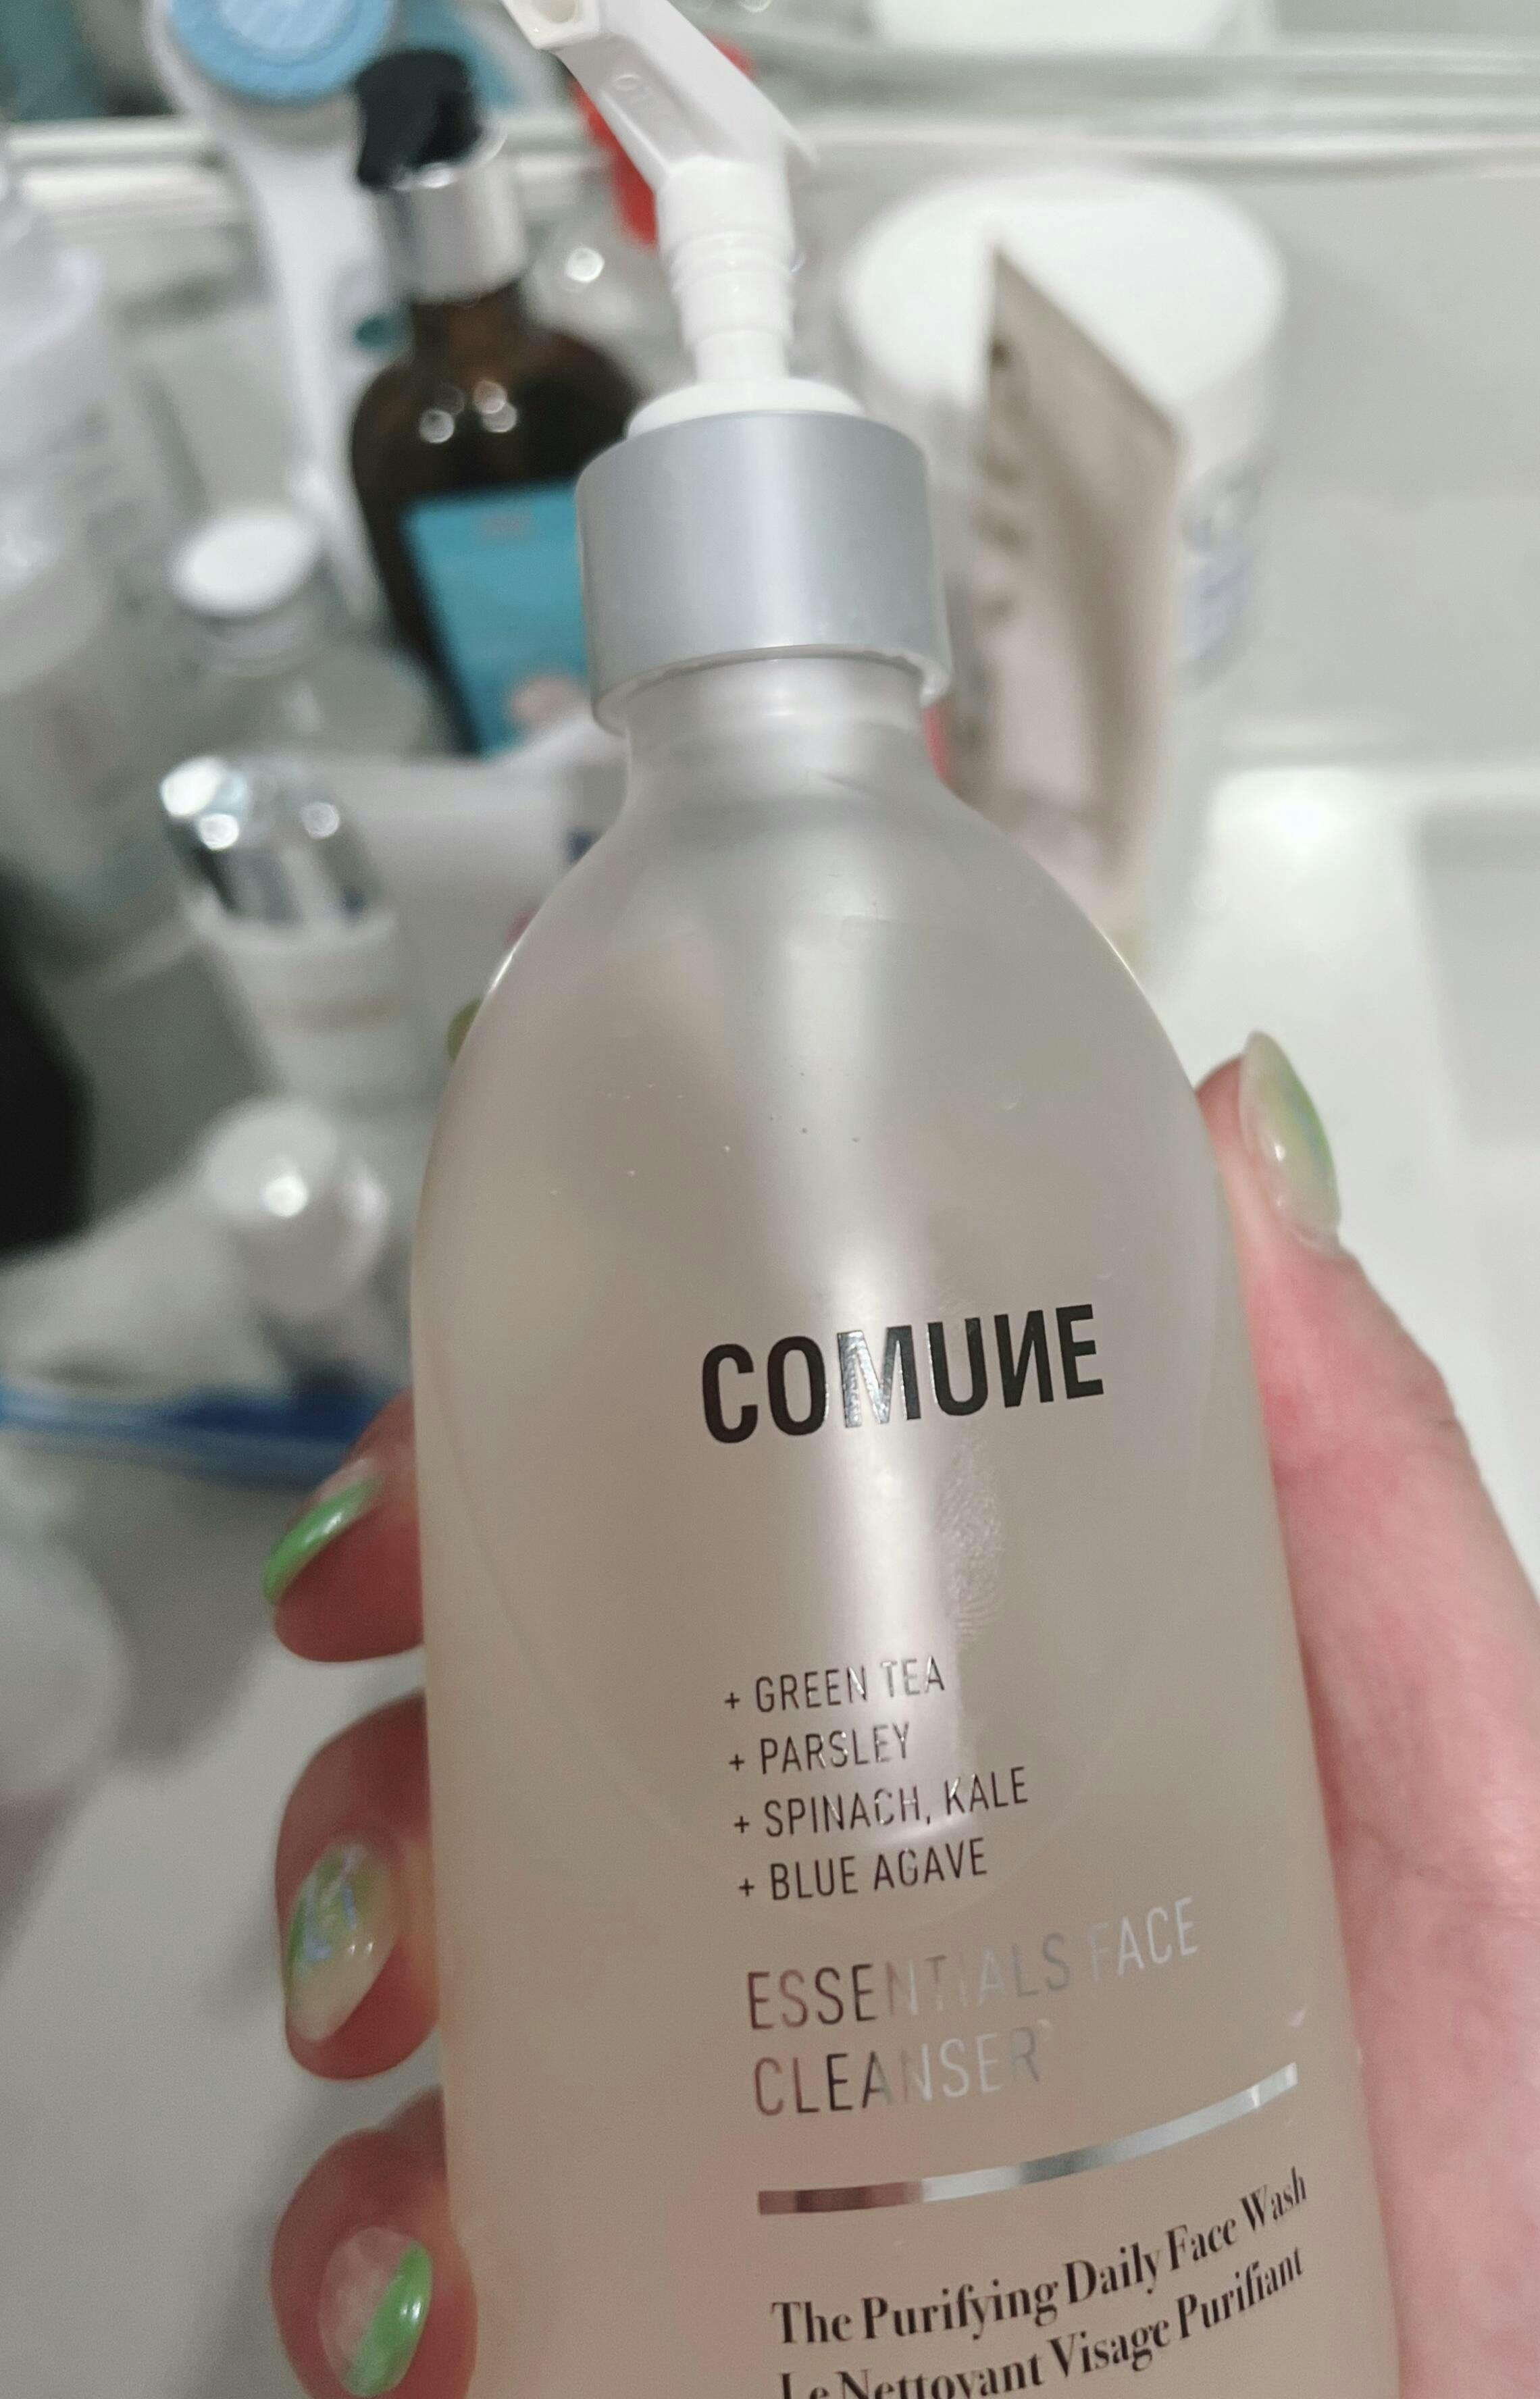 COMUИE
+ GREEN TEA
+ PARSLEY
+ SPINACH, KALE
+ BLUE AGAVE
ESSENTIALS FACE
CLEANSER
The Purifying Daily Face Wash
Le Nettoyant Visage Purifiant